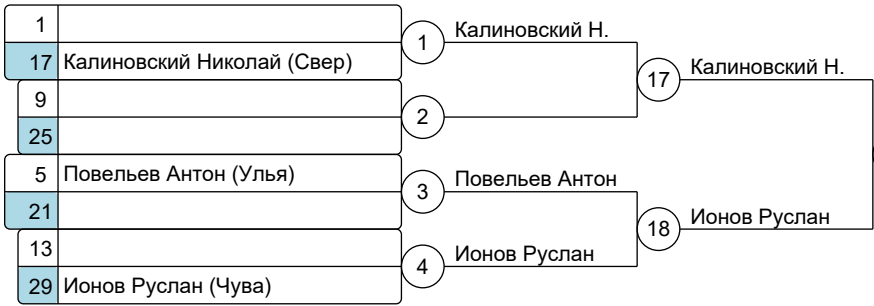 1
Калиновский Н.
17 Калиновский Николай (Свер)
1
Калиновский Н.
17
9
2
25
5 Повельев Антон (Улья)
Повельев Антон
3
21
Ионов Руслан
18
13
Ионов Руслан
4
29 Ионов Руслан (Чува)